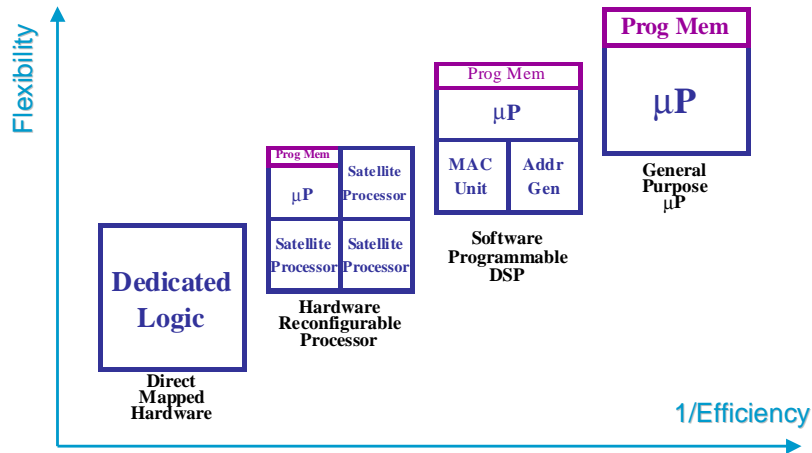 Flexibility
Prog Mem
μP
General
Purpose
μP
Prog Mem
μP
MAC
Unit
Addr
Gen
Software
Programmable
DSP
Prog Mem
μP
Satellite
Processor
Satellite
Processor
Satellite
Processor
Hardware
Reconfigurable
Processor
Dedicated
Logic
Direct
Mapped
Hardware
1/Efficiency